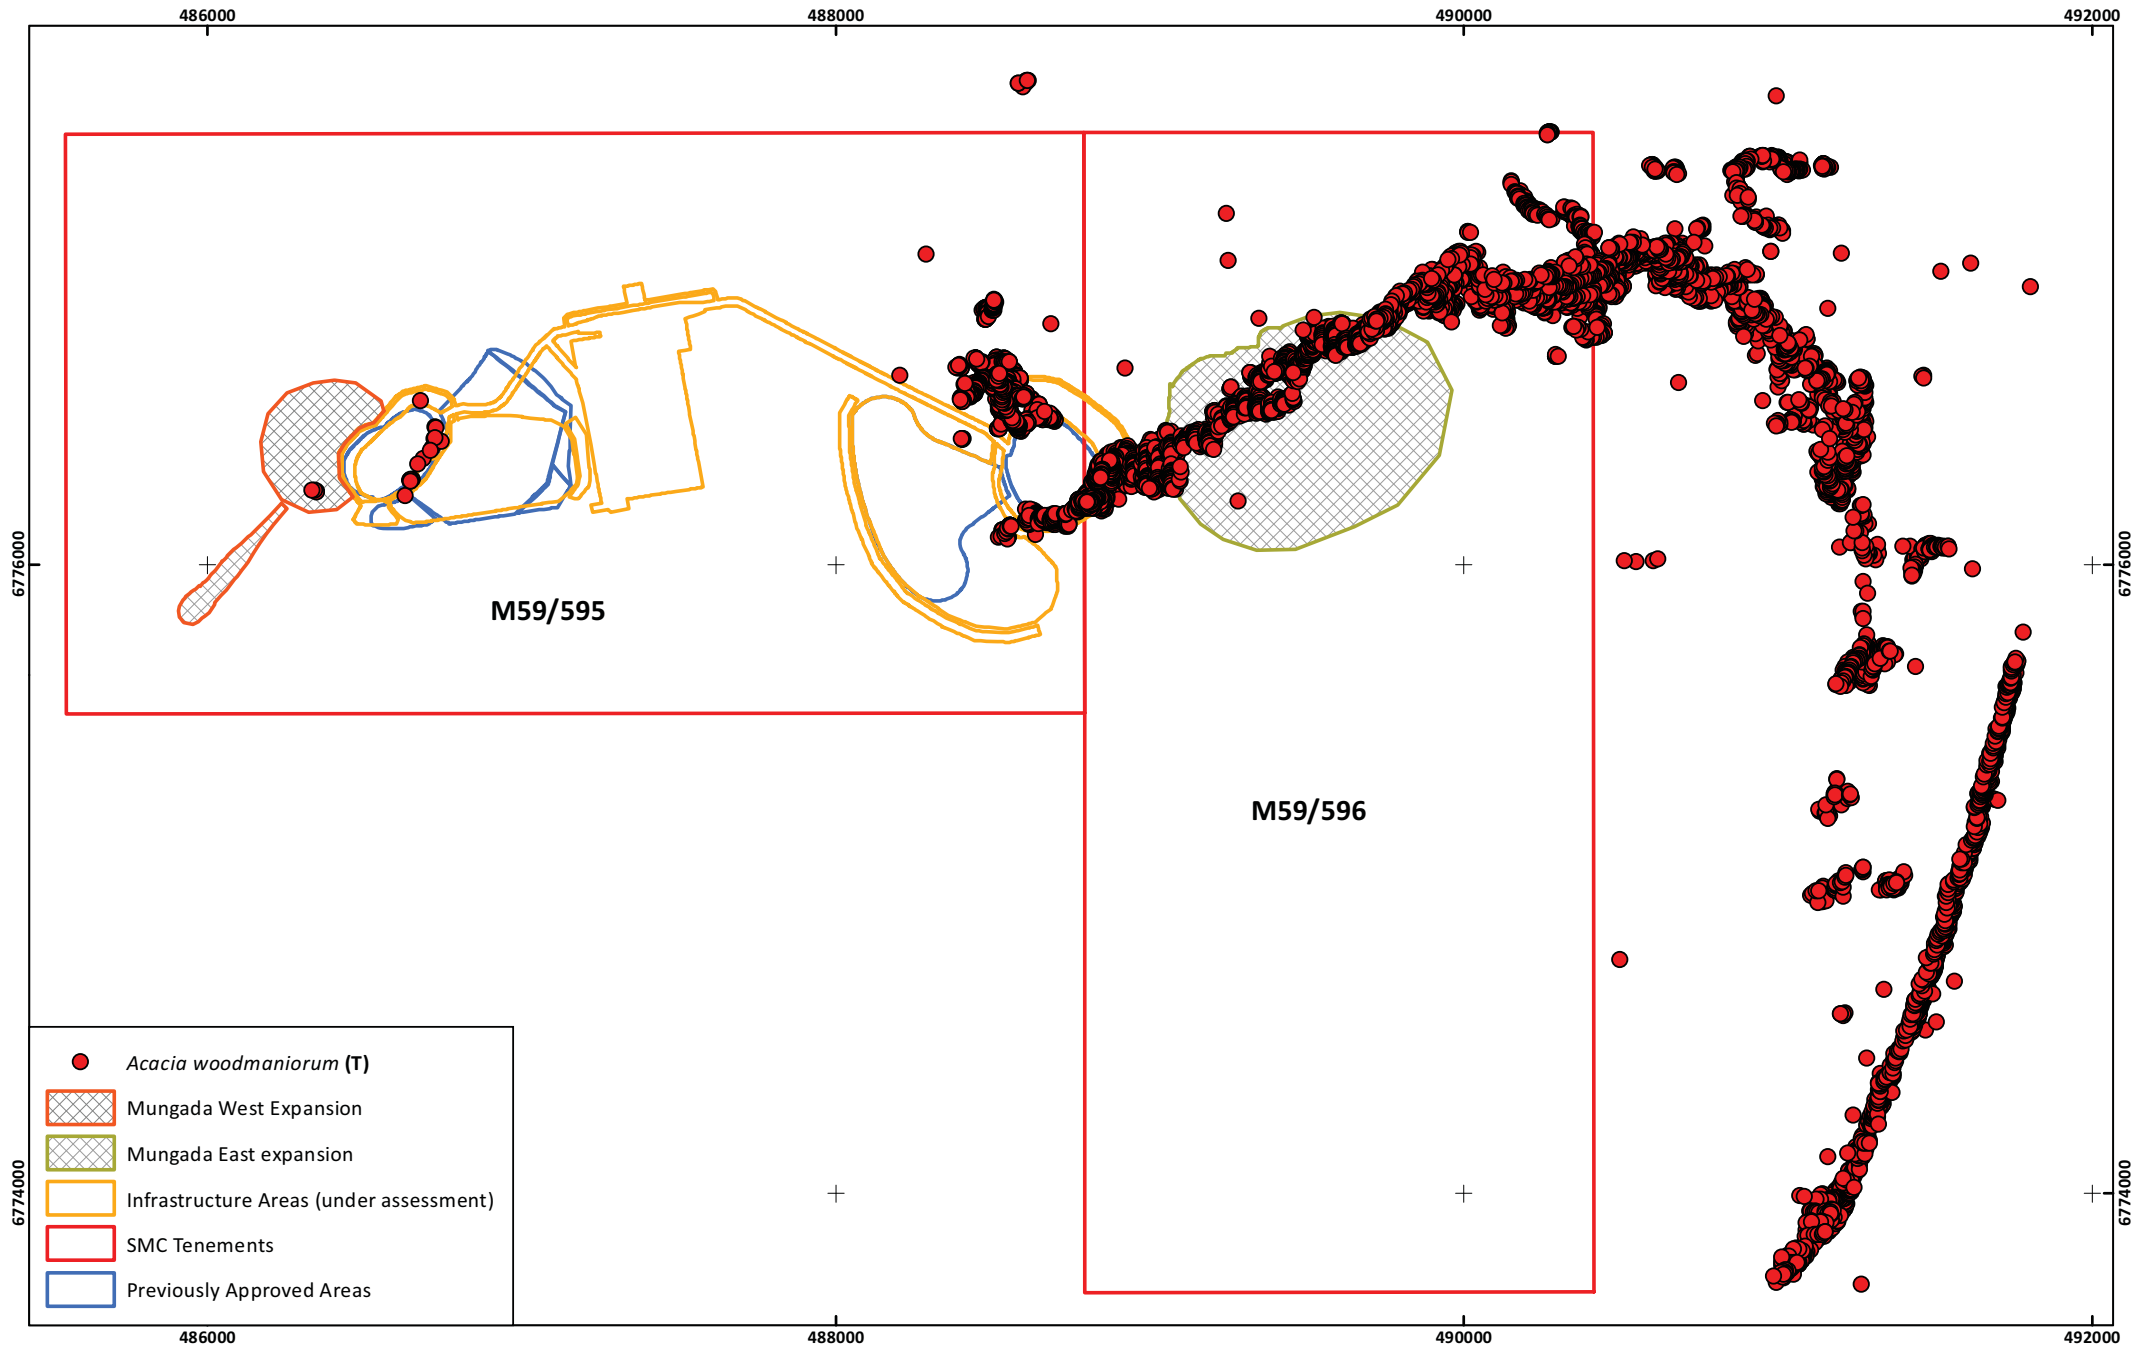 486000 488000 490000 492000
6776000 6776000
M59/595
M59/596
Acacia woodmaniorum (T)
Mungada West Expansion
Mungada East expansion
Infrastructure Areas (under assessment)
SMC Tenements
Previously Approved Areas
6774000 6774000
486000 488000 490000 492000